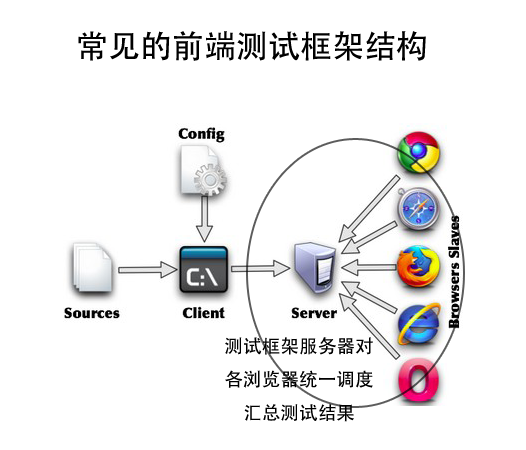 常见的前端测试框架结构
Config
C:\
Sources
Client
Server
Browsers Slaves
测试框架服务器对
各浏览器统一调度
汇总测试结果